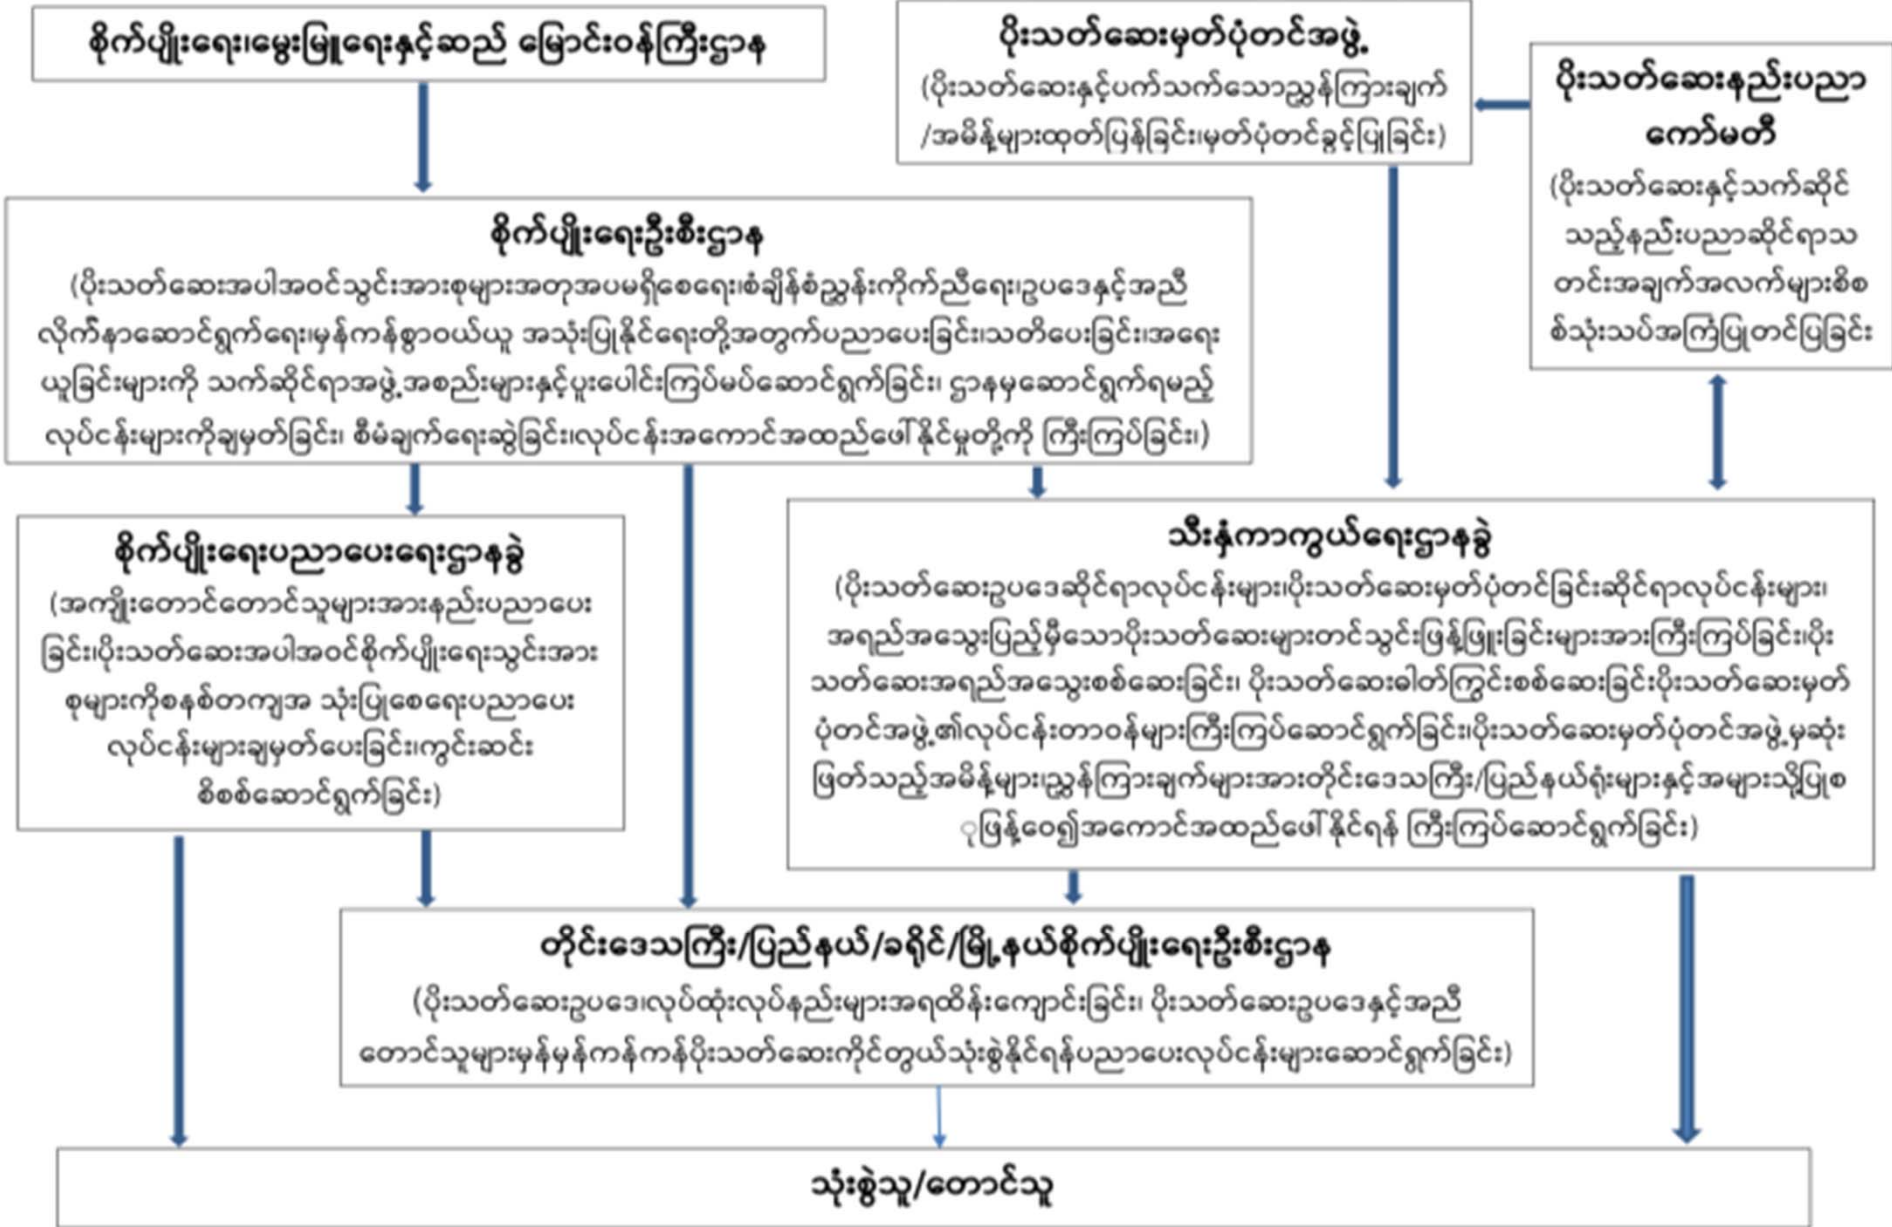 စိုက်ပျိုးရေး၊မွေးမြူရေးနှင့်ဆည် မြောင်းဝန်ကြီးဌာန
ပိုးသတ်ဆေးမှတ်ပုံတင်အဖွဲ့
(ပိုးသတ်ဆေးနှင့်ပက်သက်သောညွှန်ကြားချက်
/အမိန့်များထုတ်ပြန်ခြင်း၊မှတ်ပုံတင်ခွင့်ပြုခြင်း)
ပိုးသတ်ဆေးနည်းပညာ
ကော်မတီ
(ပိုးသတ်ဆေးနှင့်သက်ဆိုင်
သည့်နည်းပညာဆိုင်ရာသ
တင်းအချက်အလက်များစိစ
စ်သုံးသပ်အကြံပြုတင်ပြခြင်း
စိုက်ပျိုးရေးဦးစီးဌာန
(ပိုးသတ်ဆေးအပါအဝင်သွင်းအားစုများအတုအပမရှိစေရေး၊စံချိန်စံညွှန်းကိုက်ညီရေး၊ဥပဒေနှင့်အညီ
လိုက်နာဆောင်ရွက်ရေး၊မှန်ကန်စွာဝယ်ယူ အသုံးပြုနိုင်ရေးတို့အတွက်ပညာပေးခြင်း၊သတိပေးခြင်း၊အရေး
ယူခြင်းများကို သက်ဆိုင်ရာအဖွဲ့အစည်းများနှင့်ပူးပေါင်းကြပ်မပ်ဆောင်ရွက်ခြင်း၊ ဌာနမှဆောင်ရွက်ရမည့်
လုပ်ငန်းများကိုချမှတ်ခြင်း၊ စီမံချက်ရေးဆွဲခြင်း၊လုပ်ငန်းအကောင်အထည်ဖေါ်နိုင်မှုတို့ကို ကြီးကြပ်ခြင်း၊)
စိုက်ပျိုးရေးပညာပေးရေးဌာနခွဲ
(အကျိုးတောင်တောင်သူများအားနည်းပညာပေး
ခြင်း၊ပိုးသတ်ဆေးအပါအဝင်စိုက်ပျိုးရေးသွင်းအား
စုများကိုစနစ်တကျအ သုံးပြုစေရေးပညာပေး
လုပ်ငန်းများချမှတ်ပေးခြင်း၊ကွင်းဆင်း
စိစစ်ဆောင်ရွက်ခြင်း)
သီးနှံကာကွယ်ရေးဌာနခွဲ
(ပိုးသတ်ဆေးဥပဒေဆိုင်ရာလုပ်ငန်းများ၊ပိုးသတ်ဆေးမှတ်ပုံတင်ခြင်းဆိုင်ရာလုပ်ငန်းများ၊
အရည်အသွေးပြည့်မှီသောပိုးသတ်ဆေးများတင်သွင်းဖြန့်ဖြူးခြင်းများအားကြီးကြပ်ခြင်း၊ပိုး
သတ်ဆေးအရည်အသွေးစစ်ဆေးခြင်း၊ ပိုးသတ်ဆေးဓါတ်ကြွင်းစစ်ဆေးခြင်းပိုးသတ်ဆေးမှတ်
ပုံတင်အဖွဲ့၏လုပ်ငန်းတာဝန်များကြီးကြပ်ဆောင်ရွက်ခြင်း၊ပိုးသတ်ဆေးမှတ်ပုံတင်အဖွဲ့မှဆုံး
ဖြတ်သည့်အမိန့်များ၊ညွှန်ကြားချက်များအားတိုင်းဒေသကြီး/ပြည်နယ်ရုံးများနှင့်အများသို့ပြုစ
ုဖြန့်ဝေ၍အကောင်အထည်ဖေါ်နိုင်ရန် ကြီးကြပ်ဆောင်ရွက်ခြင်း)
တိုင်းဒေသကြီး/ပြည်နယ်/ခရိုင်/မြို့နယ်စိုက်ပျိုးရေးဦးစီးဌာန
(ပိုးသတ်ဆေးဥပဒေ၊လုပ်ထုံးလုပ်နည်းများအရထိန်းကျောင်းခြင်း၊ ပိုးသတ်ဆေးဥပဒေနှင့်အညီ
တောင်သူများမှန်မှန်ကန်ကန်ပိုးသတ်ဆေးကိုင်တွယ်သုံးစွဲနိုင်ရန်ပညာပေးလုပ်ငန်းများဆောင်ရွက်ခြင်း)
သုံးစွဲသူ/တောင်သူ